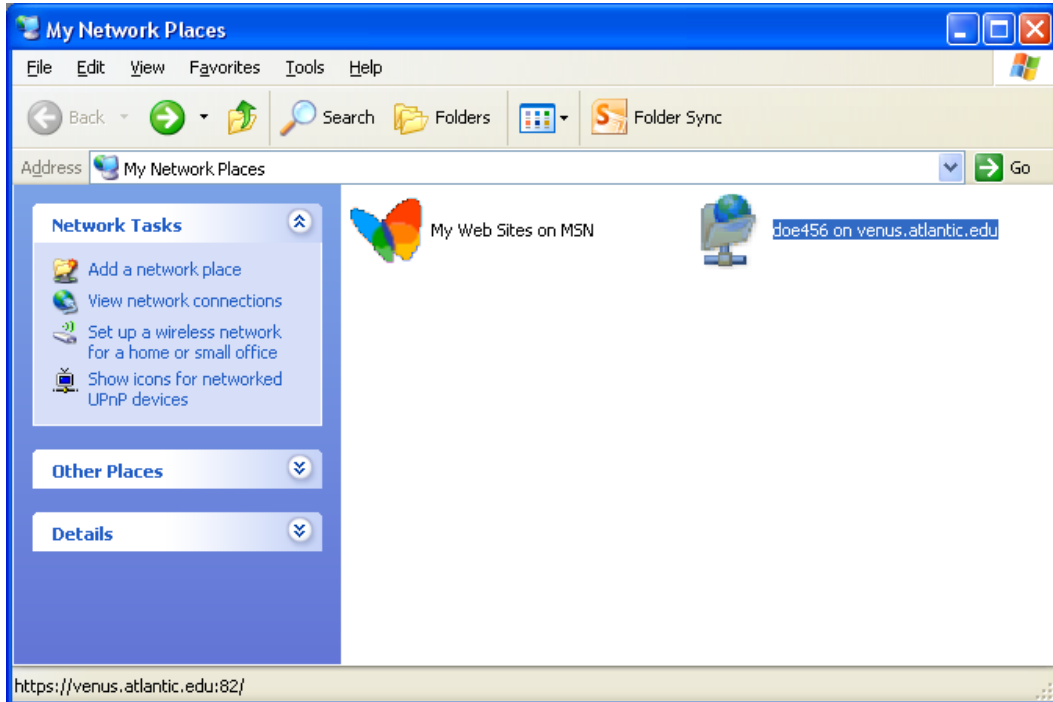 My Network Places
File Edit View Favorites Tools Help
Back Search Folders Folder Sync
Address My Network Places Go
Network Tasks
Add a network place
View network connections
Set up a wireless network
for a home or small office
Show icons for networked
UPnP devices
Other Places
Details
My Web Sites on MSN
doe456 on venus.atlantic.edu
https://venus.atlantic.edu:82/